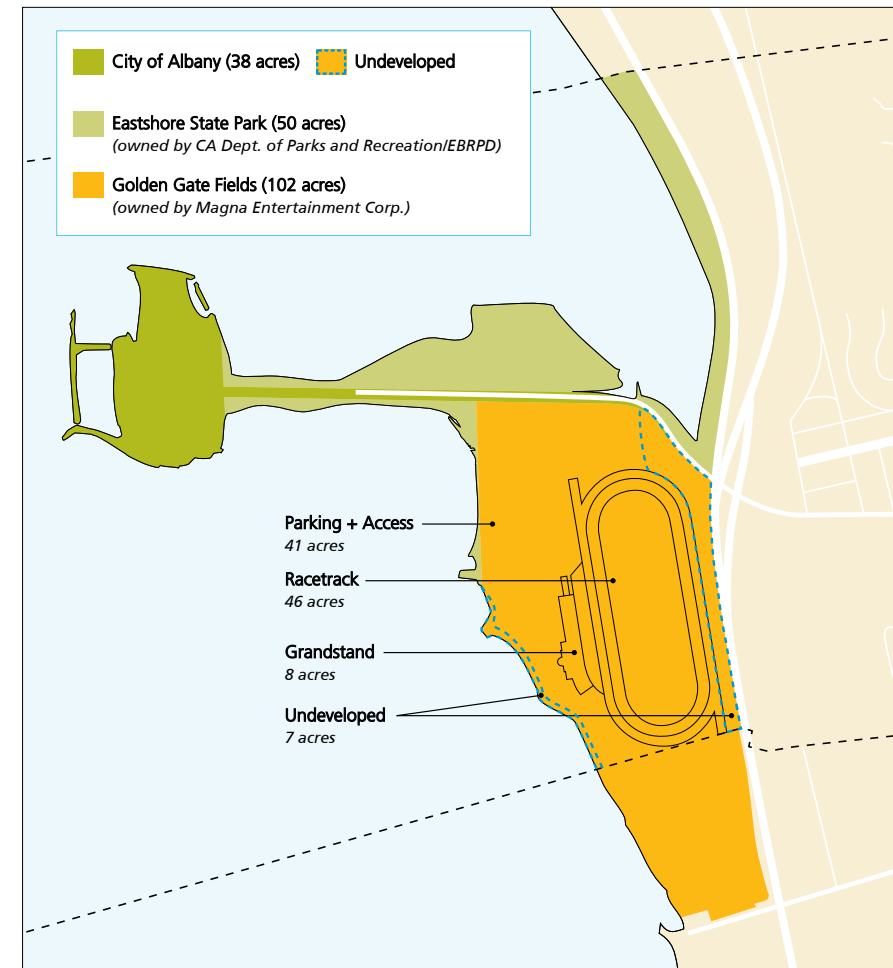 City of Albany (38 acres)
Undeveloped
Eastshore State Park (50 acres)
(owned by CA Dept. of Parks and Recreation/EBRPD)
Golden Gate Fields (102 acres)
(owned by Magna Entertainment Corp.)
Parking + Access
41 acres
Racetrack
46 acres
Grandstand
8 acres
Undeveloped
7 acres